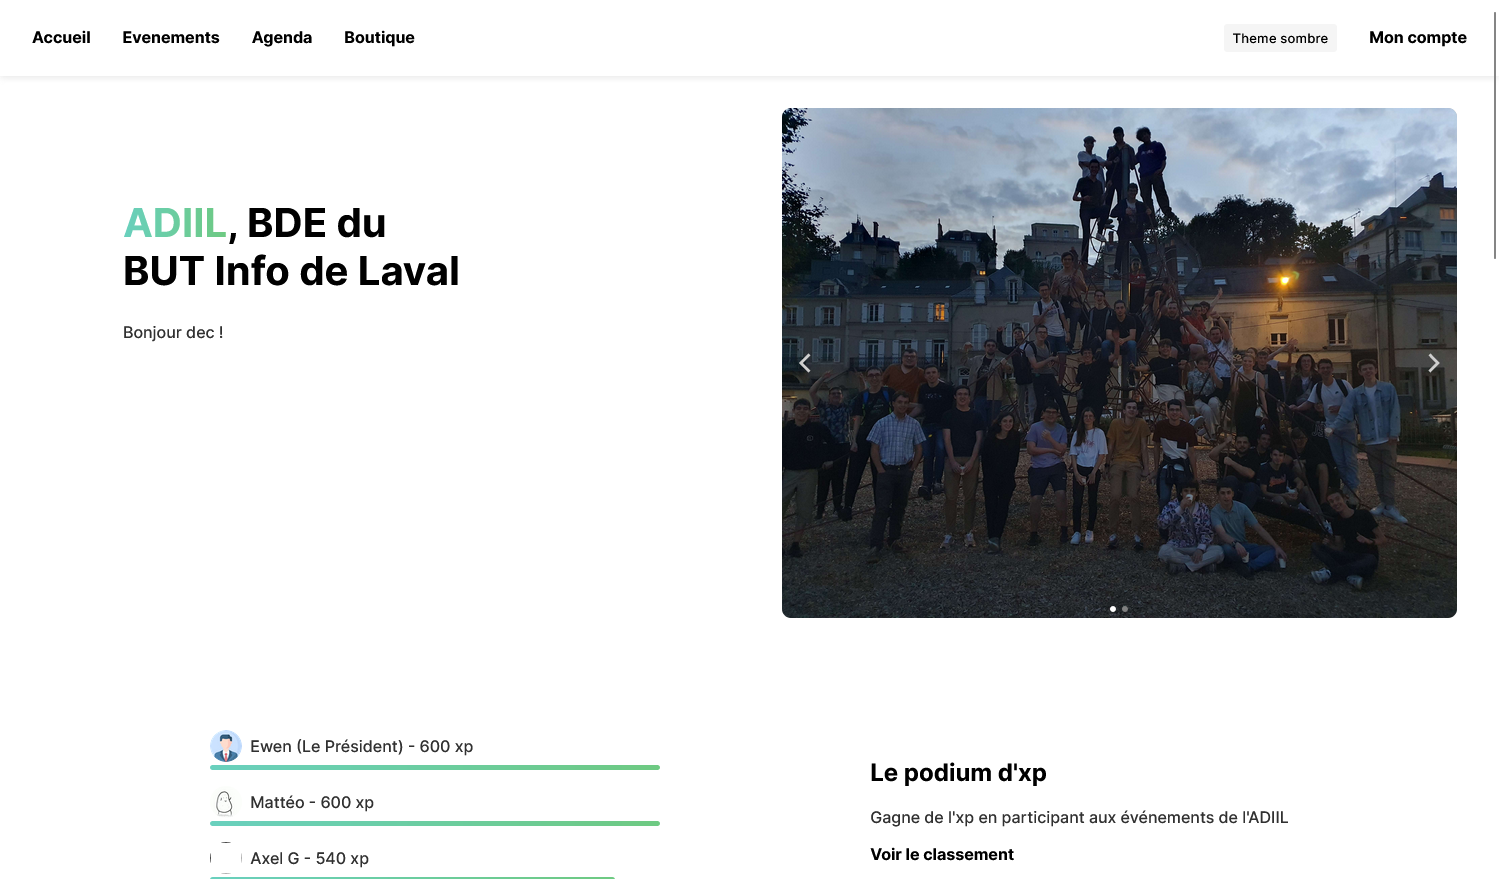 Accueil Evenements Agenda Boutique Theme sombre Mon compte
ADIIL, BDE du
BUT Info de Laval
Bonjour dec !
Ewen (Le Président) - 600 xp
Mattéo - 600 xp
Axel G - 540 xp
Le podium d'xp
Gagne de l'xp en participant aux événements de l'ADIIL
Voir le classement